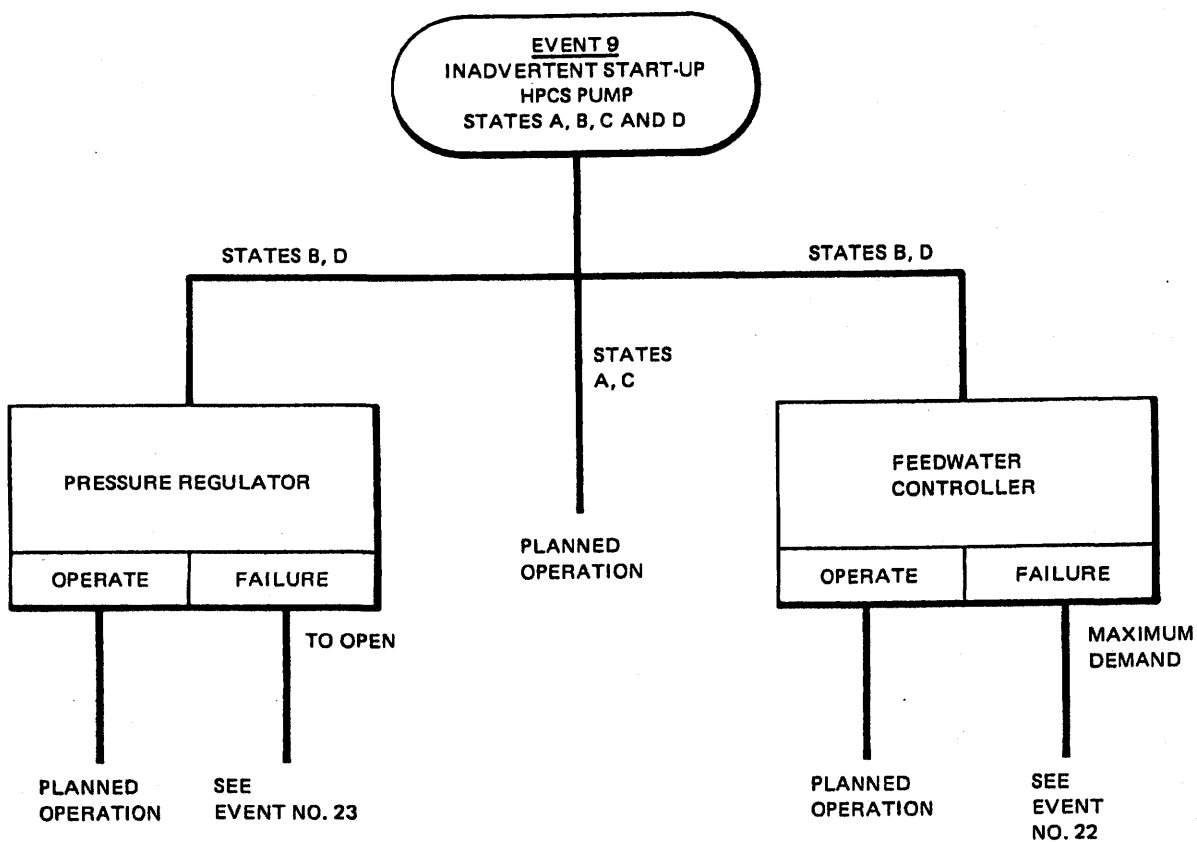 EVENT 9
INADVERTENT START-UP
HPCS PUMP
STATES A, B, C AND D
STATES B, D
STATES B, D
STATES
A, C
PRESSURE REGULATOR
OPERATE
FAILURE
FEEDWATER
CONTROLLER
OPERATE
FAILURE
PLANNED
OPERATION
TO OPEN
MAXIMUM
DEMAND
PLANNED
OPERATION
SEE
EVENT NO. 23
PLANNED
OPERATION
SEE
EVENT
NO. 22